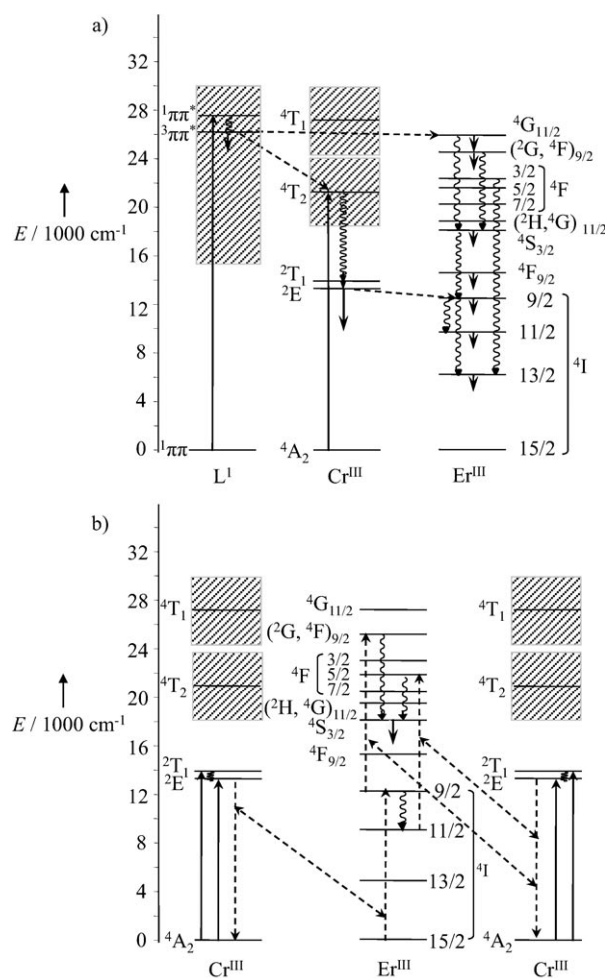 a)
32
28
24
20
16
12
8
4
0
E / 1000 cm⁻¹
¹ππ*
³ππ*
¹ππ
L¹
⁴T₁
⁴T₂
²T₁
²E
⁴A₂
Crᴵᴵᴵ
⁴G₁₁/₂
(²G, ⁴F)₉/₂
3/2
5/2
7/2
⁴F
(²H,⁴G) ₁₁/₂
⁴S₃/₂
⁴F₉/₂
9/2
11/2
13/2
15/2
⁴I
Erᴵᴵᴵ
b)
32
28
24
20
16
12
8
4
0
E / 1000 cm⁻¹
⁴T₁
⁴T₂
²T₁
²E
⁴A₂
Crᴵᴵᴵ
⁴G₁₁/₂
(²G, ⁴F)₉/₂
⁴F
3/2
5/2
7/2
(²H, ⁴G)₁₁/₂
⁴S₃/₂
⁴F₉/₂
9/2
11/2
13/2
15/2
⁴I
Erᴵᴵᴵ
⁴T₁
⁴T₂
²T₁
²E
⁴A₂
Crᴵᴵᴵ